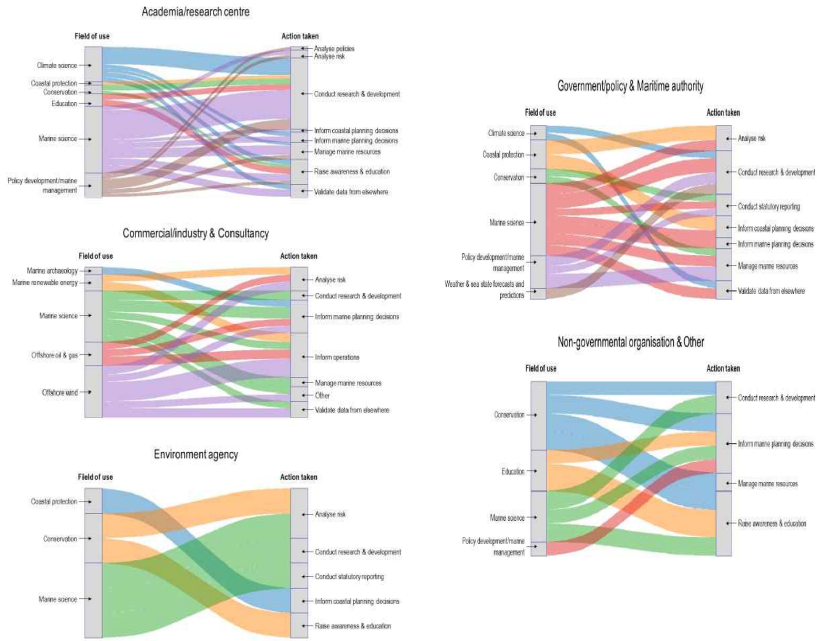 Academia/research centre
Field of use
Action taken
Climate science
Coastal protection
Conservation
Education
Marine science
Policy development/marine
management
Analyse policies
Analyse risk
Conduct research & development
Inform coastal planning decisions
Inform marine planning decisions
Manage marine resources
Raise awareness & education
Validate data from elsewhere
Commercial/industry & Consultancy
Field of use
Action taken
Marine archaeology
Marine renewable energy
Marine science
Offshore oil & gas
Offshore wind
Analyse risk
Conduct research & development
Inform marine planning decisions
Inform operations
Manage marine resources
Other
Validate data from elsewhere
Environment agency
Field of use
Action taken
Coastal protection
Conservation
Marine science
Analyse risk
Conduct research & development
Conduct statutory reporting
Inform coastal planning decisions
Raise awareness & education
Government/policy & Maritime authority
Field of use
Action taken
Climate science
Coastal protection
Conservation
Marine science
Policy development/marine
management
Weather & sea state forecasts and
predictions
Analyse risk
Conduct research & development
Conduct statutory reporting
Inform coastal planning decisions
Inform marine planning decisions
Manage marine resources
Validate data from elsewhere
Non-governmental organisation & Other
Field of use
Action taken
Conservation
Education
Marine science
Policy development/marine
management
Conduct research & development
Inform marine planning decisions
Manage marine resources
Raise awareness & education